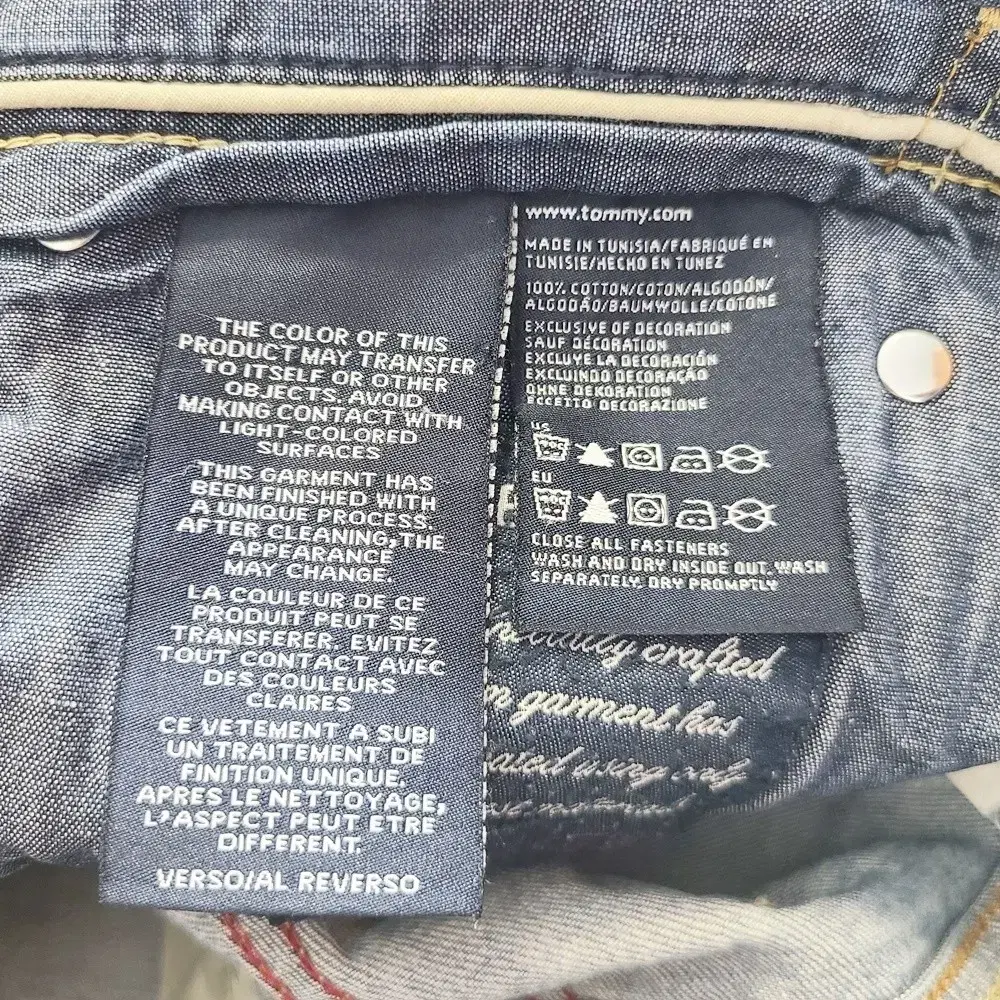 THE COLOR OF THIS
PRODUCT MAY TRANSFER
TO ITSELF OR OTHER
OBJECTS. AVOID
MAKING CONTACT WITH
LIGHT-COLORED
SURFACES
THIS GARMENT HAS
BEEN FINISHED WITH
A UNIQUE PROCESS.
AFTER CLEANING, THE
APPEARANCE
MAY CHANGE.
LA COULEUR DE CE
PRODUIT PEUT SE
TRANSFERER. EVITEZ
TOUT CONTACT AVEC
DES COULEURS
CLAIRES
CE VETEMENT A SUBI
UN TRAITEMENT DE
FINITION UNIQUE.
APRES LE NETTOYAGE,
L'ASPECT PEUT ETRE
DIFFERENT.
VERSO/AL REVERSO
www.tommy.com
MADE IN TUNISIA/FABRIQUÉ EN
TUNISIE/HECHO EN TUNEZ
100% COTTON/COTON/ALGODÓN/
ALGODÃO/BAUMWOLLE/COTONE
EXCLUSIVE OF DECORATION
SAUF DÉCORATION
EXCLUYE LA DECORACIÓN
EXCLUINDO DECORAÇÃO
OHNE DEKORATION
ECCETTO DECORAZIONE
US
EU
CLOSE ALL FASTENERS
WASH AND DRY INSIDE OUT. WASH
SEPARATELY. DRY PROMPTLY
crafted
garment has
using only